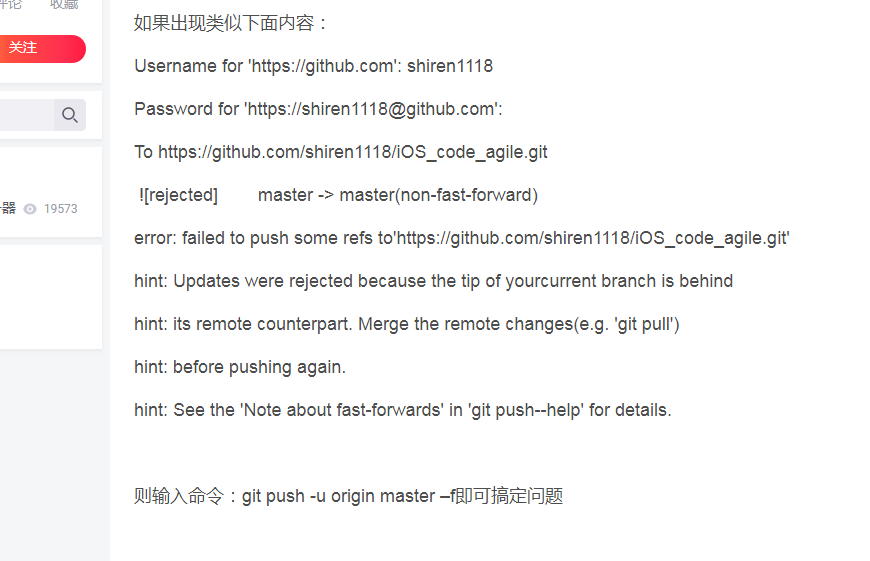 评论 收藏
关注
器 19573
如果出现类似下面内容：
Username for 'https://github.com': shiren1118
Password for 'https://shiren1118@github.com':
To https://github.com/shiren1118/iOS_code_agile.git
![rejected] master -> master(non-fast-forward)
error: failed to push some refs to'https://github.com/shiren1118/iOS_code_agile.git'
hint: Updates were rejected because the tip of yourcurrent branch is behind
hint: its remote counterpart. Merge the remote changes(e.g. 'git pull')
hint: before pushing again.
hint: See the 'Note about fast-forwards' in 'git push--help' for details.
则输入命令：git push -u origin master –f即可搞定问题